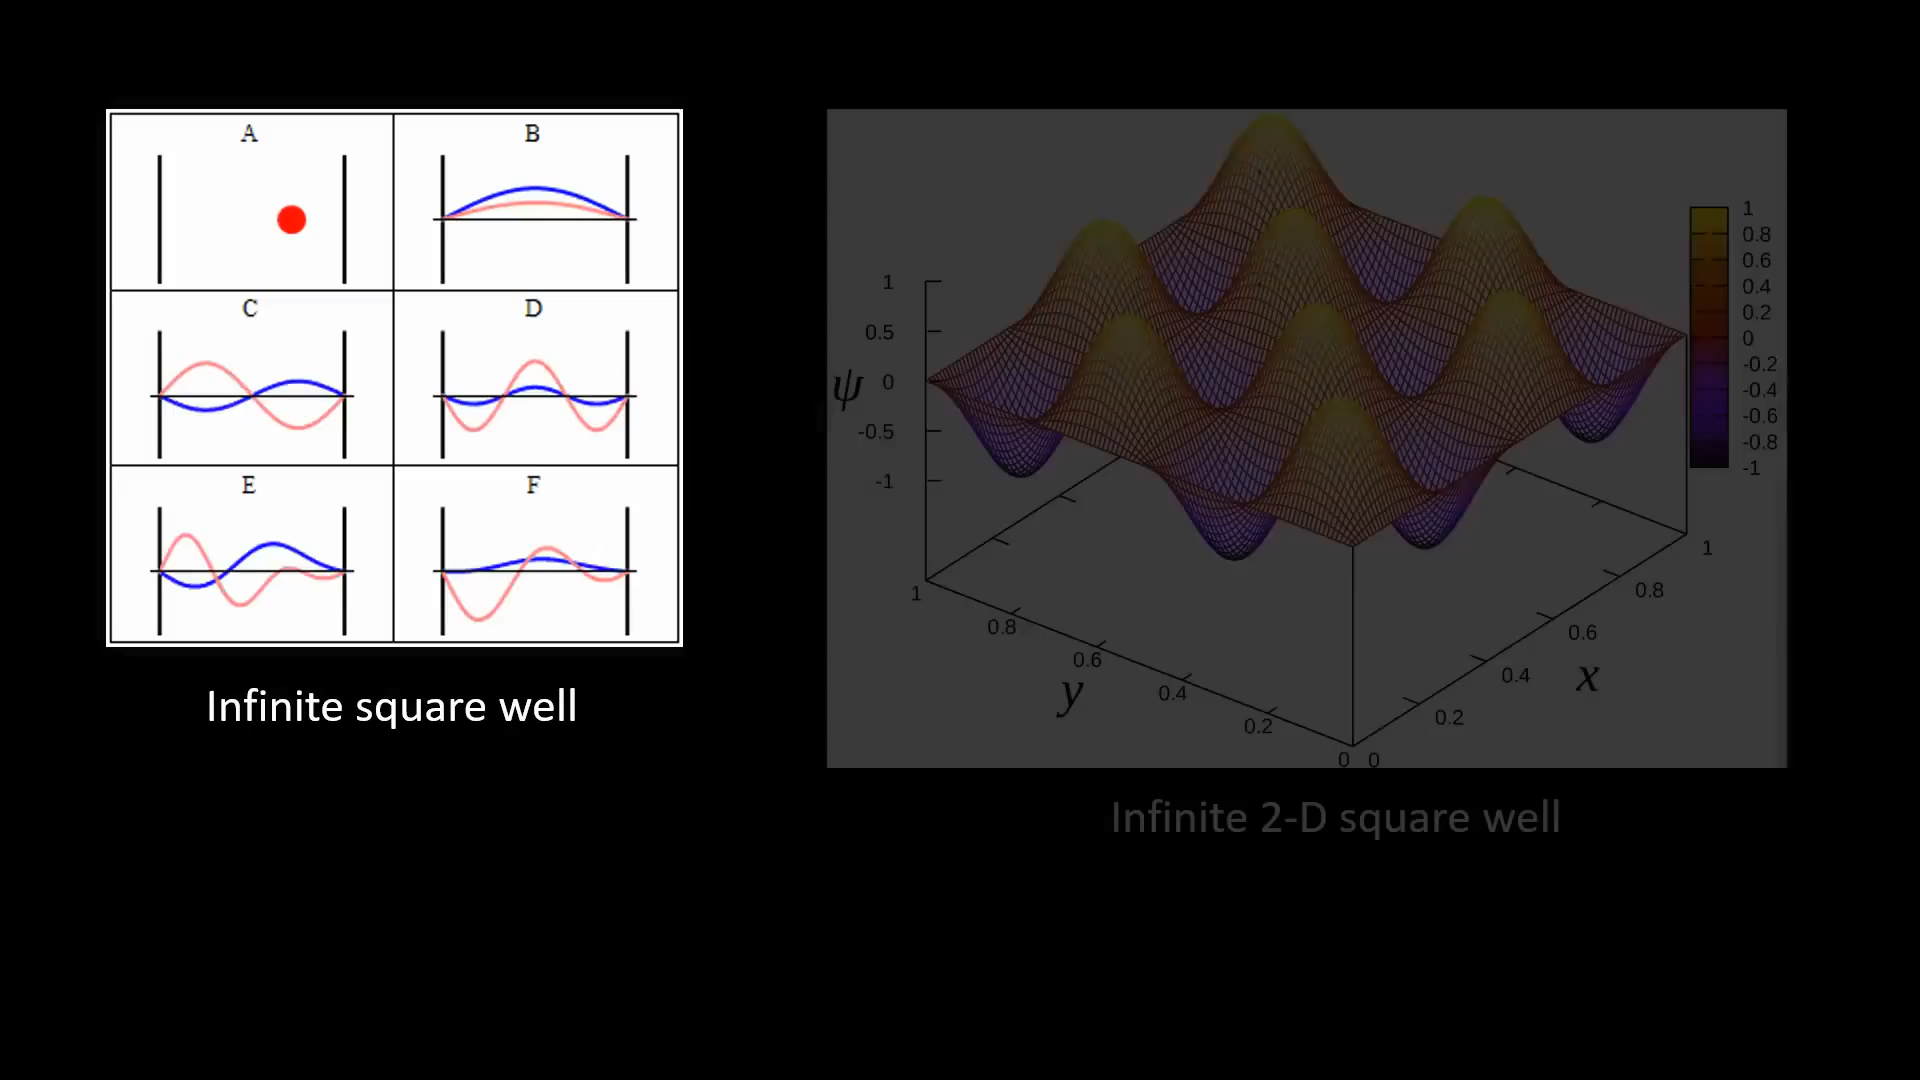 A
B
C
D
E
F
Infinite square well
ψ
1
0.5
0
-0.5
-1
1
0.8
0.6
0.4
0.2
0
y
0
0.2
0.4
0.6
0.8
1
x
1
0.8
0.6
0.4
0.2
0
-0.2
-0.4
-0.6
-0.8
-1
Infinite 2-D square well